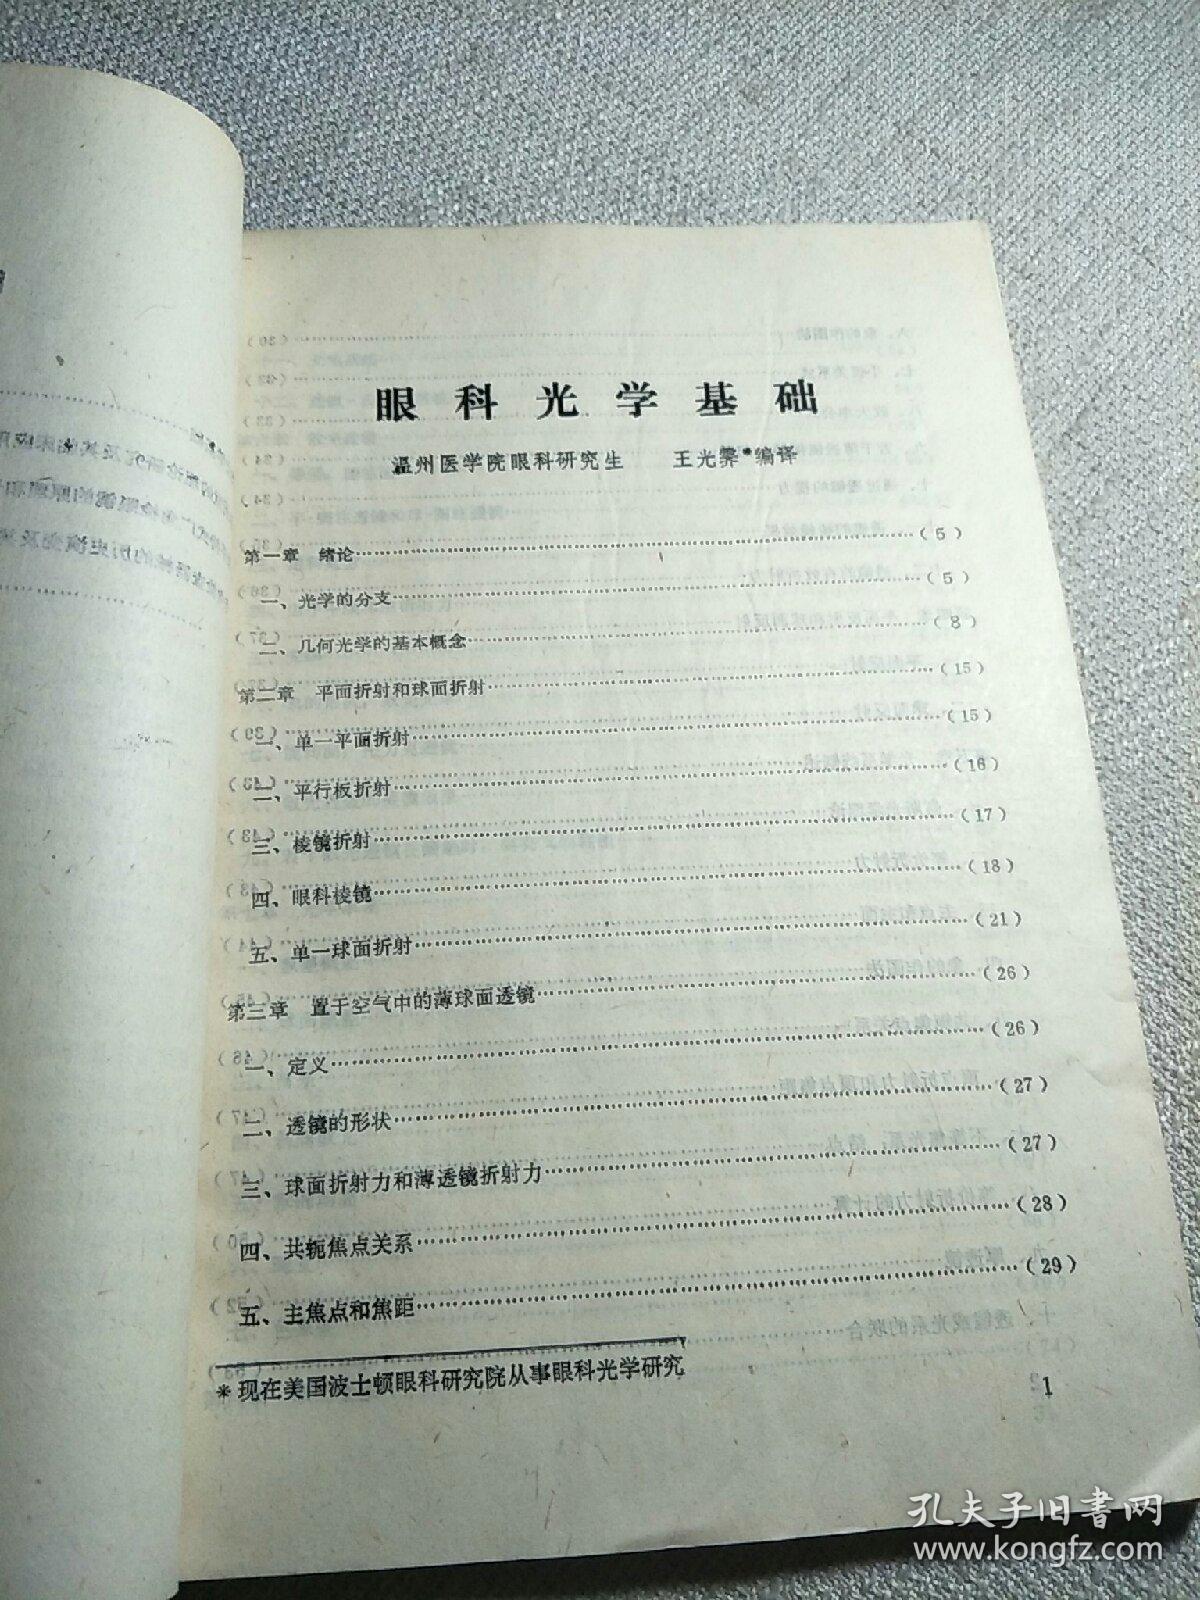 眼科光学基础
温州医学院眼科研究生 王光霁*编译
第一章 绪论……(5)
一、光学的分支……(5)
二、几何光学的基本概念……(8)
第二章 平面折射和球面折射……(15)
一、单一平面折射……(15)
二、平行板折射……(16)
三、棱镜折射……(17)
四、眼科棱镜……(18)
五、单一球面折射……(21)
第三章 置于空气中的薄球面透镜……(26)
一、定义……(26)
二、透镜的形状……(27)
三、球面折射力和薄透镜折射力……(27)
四、共轭焦点关系……(28)
五、主焦点和焦距……(29)
*现在美国波士顿眼科研究院从事眼科光学研究
1
孔夫子旧书网
www.kongfz.com